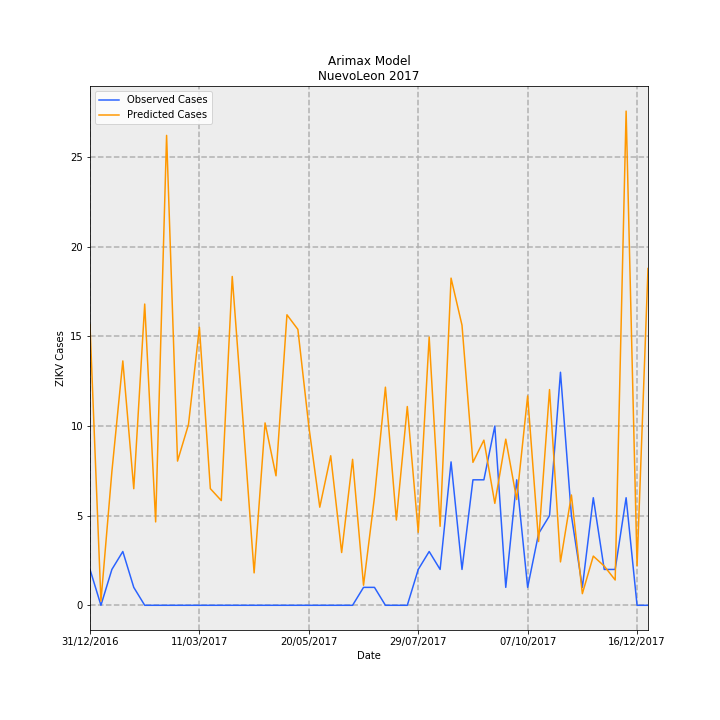 Arimax Model
NuevoLeon 2017
Observed Cases
Predicted Cases
25
20
15
10
5
0
ZIKV Cases
31/12/2016 11/03/2017 20/05/2017 29/07/2017 07/10/2017 16/12/2017
Date